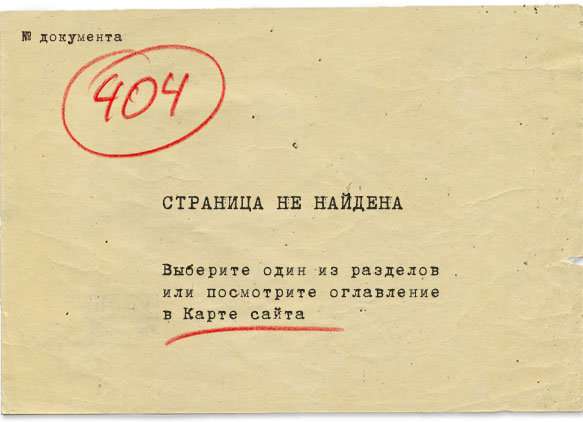 № документа
404
СТРАНИЦА НЕ НАЙДЕНА
Выберите один из разделов
или посмотрите оглавление
в Карте сайта